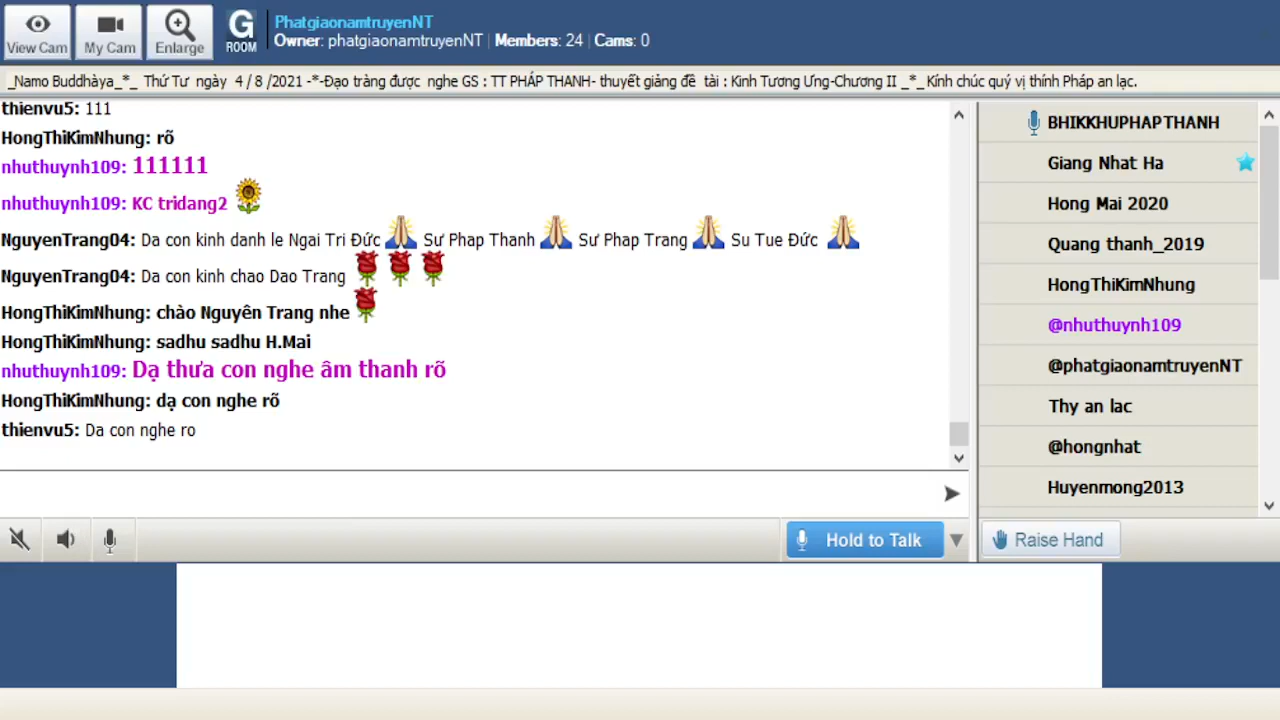 View Cam
My Cam
Enlarge
G
ROOM
PhatgiaonamtruyenNT
Owner: phatgiaonamtruyenNT | Members: 24 | Cams: 0
_Namo Buddhàya_*_ Thứ Tư ngày 4 / 8 /2021 -*-Đạo tràng được nghe GS : TT PHÁP THANH- thuyết giảng đề tài : Kinh Tương Ưng-Chương II _*_ Kính chúc quý vị thính Pháp an lạc.
thienvu5: 111
HongThiKimNhung: rõ
nhuthuynh109: 111111
nhuthuynh109: KC tridang2
NguyenTrang04: Da con kinh danh le Ngai Tri Đức Sư Phap Thanh Sư Phap Trang Su Tue Đức
NguyenTrang04: Da con kinh chao Dao Trang
HongThiKimNhung: chào Nguyên Trang nhe
HongThiKimNhung: sadhu sadhu H.Mai
nhuthuynh109: Dạ thưa con nghe âm thanh rõ
HongThiKimNhung: dạ con nghe rõ
thienvu5: Da con nghe ro
BHIKKHUPHAPTHANH
Giang Nhat Ha
Hong Mai 2020
Quang thanh_2019
HongThiKimNhung
@nhuthuynh109
@phatgiaonamtruyenNT
Thy an lac
@hongnhat
Huyenmong2013
Hold to Talk
Raise Hand